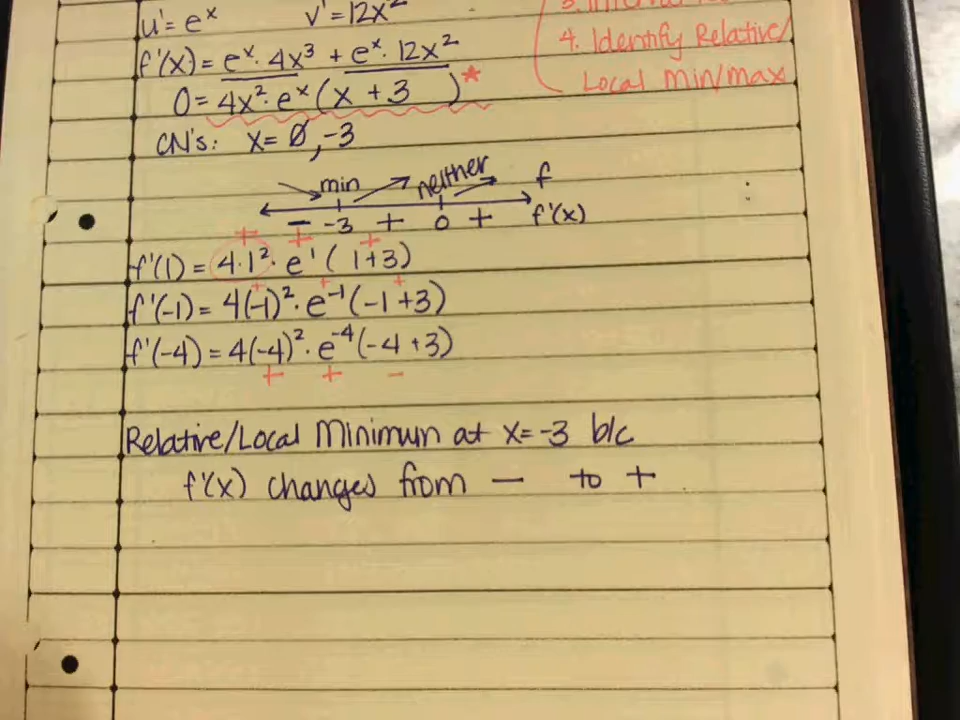 u' = e^x v' = 12x^2
4. Identify Relative/
f'(x) = e^x · 4x^3 + e^x · 12x^2
Local min/max
0 = 4x^2 · e^x (x + 3 ) *
CN's: x = 0, -3
min neither f
- -3 + 0 + f'(x)
+ + +
f'(1) = 4·1^2 · e^1 ( 1+3)
+ + +
f'(-1) = 4(-1)^2 · e^-1 (-1 +3)
f'(-4) = 4(-4)^2 · e^-4 (-4 +3)
+ + -
Relative/Local Minimum at x = -3 b/c
f'(x) changes from - to +